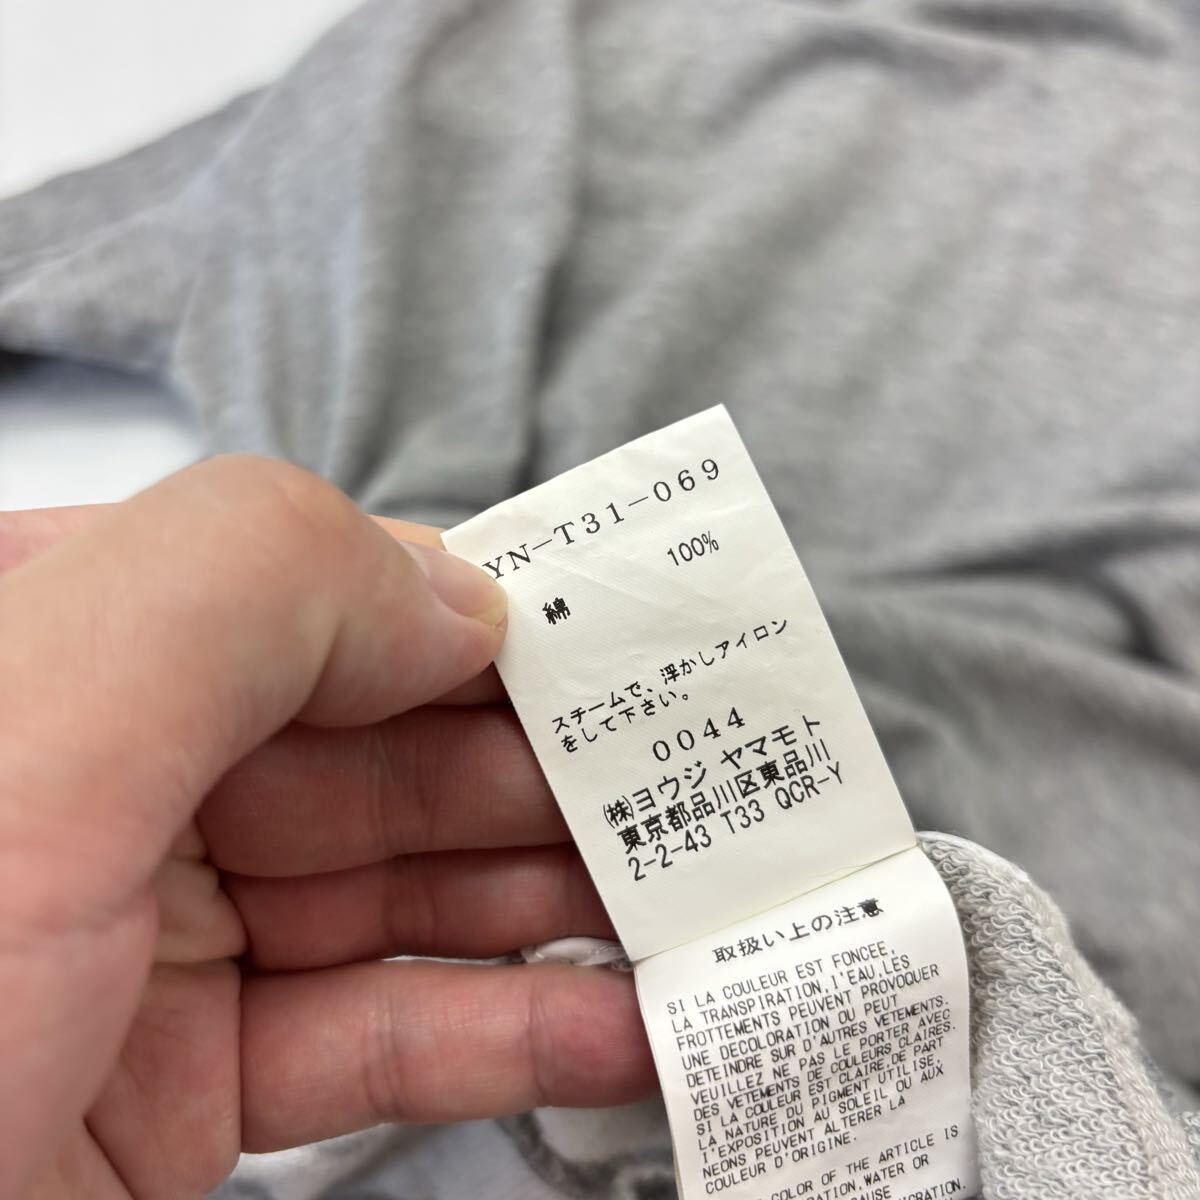 YN-T31-069
綿 100%
スチームで、浮かしアイロン
をして下さい。
0044
(株)ヨウジ ヤマモト
東京都品川区東品川
2-2-43 T33 QCR-Y
取扱い上の注意
SI LA COULEUR EST FONCEE,
LA TRANSPIRATION,I'EAU,LES
FROTTEMENTS PEUVENT PROVOQUER
UNE DECOLORATION OU PEUT
DETEINDRE SUR D'AUTRES VETEMENTS.
VEUILLEZ NE PAS LE PORTER AVEC
DES VETEMENTS DE COULEURS CLAIRES.
SI LA COULEUR EST CLAIRE,DE PART
LA NATURE DU PIGMENT UTILISE,
I'EXPOSITION AU SOLEIL OU AUX
NEONS PEUVENT ALTERER LA
COULEUR D'ORIGINE.
COLOR OF THE ARTICLE IS
WATER OR